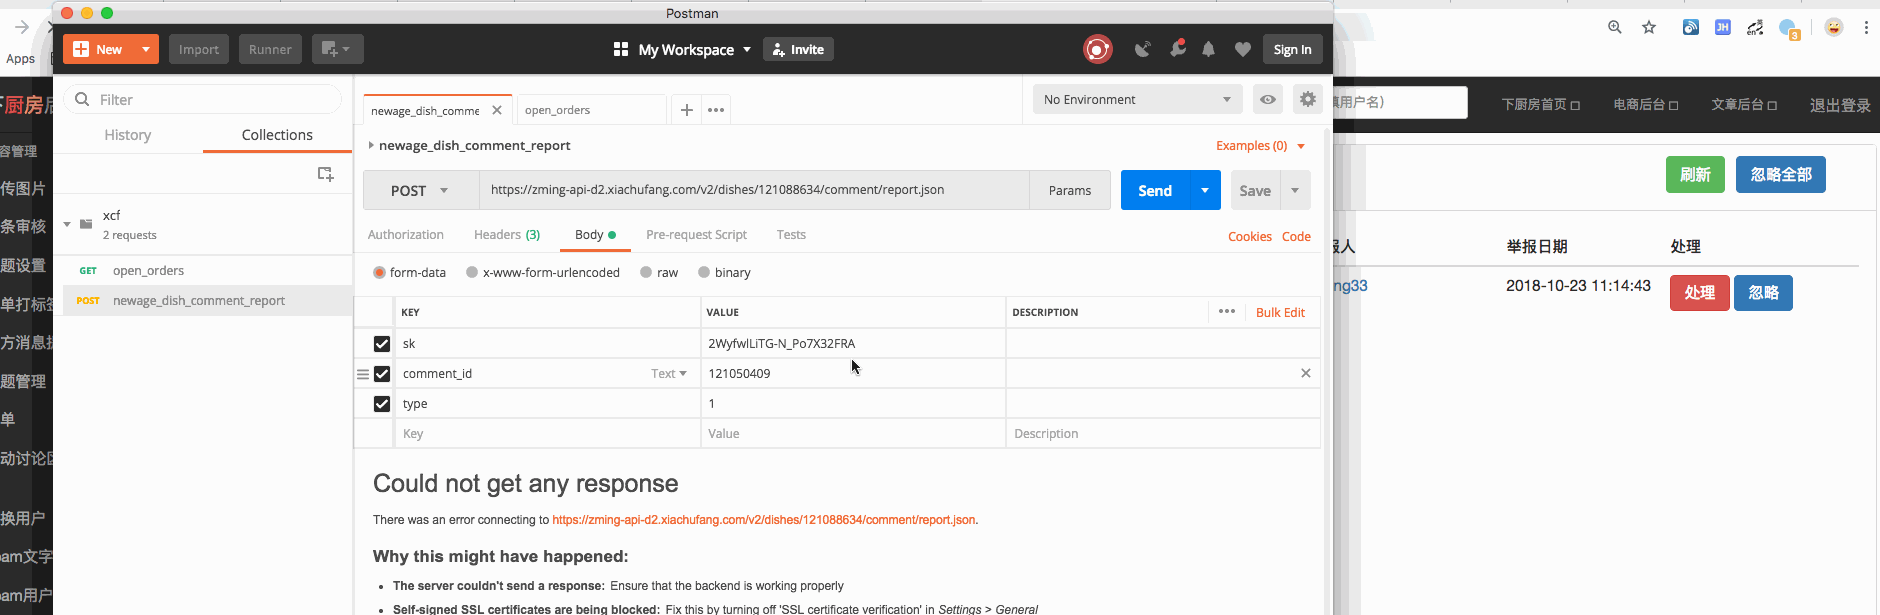 Postman
New
Import
Runner
My Workspace
Invite
Sign In
Apps
3
Filter
History
Collections
xcf
2 requests
GET open_orders
POST newage_dish_comment_report
newage_dish_comme
open_orders
No Environment
newage_dish_comment_report
Examples (0)
POST
https://zming-api-d2.xiachufang.com/v2/dishes/121088634/comment/report.json
Params
Send
Save
Authorization
Headers (3)
Body
Pre-request Script
Tests
Cookies
Code
form-data
x-www-form-urlencoded
raw
binary
KEY
VALUE
DESCRIPTION
Bulk Edit
sk
2WyfwlLiTG-N_Po7X32FRA
comment_id
Text
121050409
type
1
Key
Value
Description
Could not get any response
There was an error connecting to https://zming-api-d2.xiachufang.com/v2/dishes/121088634/comment/report.json.
Why this might have happened:
The server couldn't send a response: Ensure that the backend is working properly
Self-signed SSL certificates are being blocked: Fix this by turning off 'SSL certificate verification' in Settings > General
厨房
容管理
传图片
条审核
题设置
单打标签
方消息
题管理
单
动讨论区
换用户
am文字
am用户
JH
en
用户名)
下厨房首页
电商后台
文章后台
退出登录
刷新
忽略全部
人
举报日期
处理
ng33
2018-10-23 11:14:43
处理
忽略